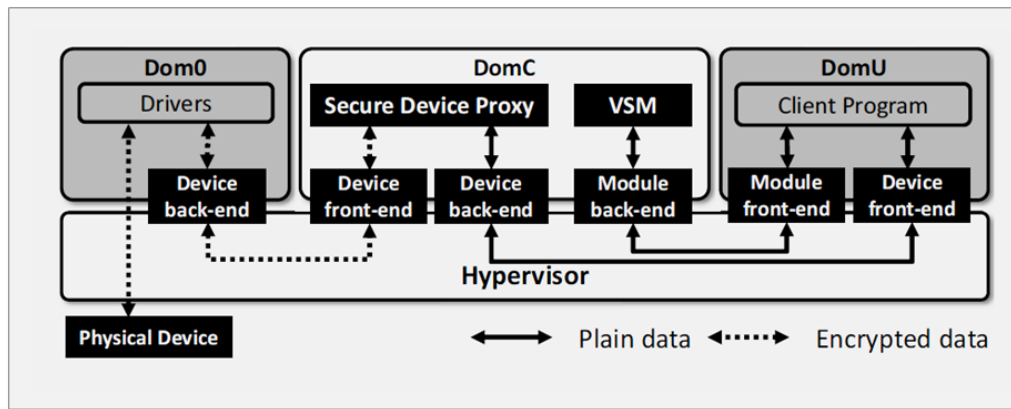 Dom0
DomC
DomU
Drivers
Secure Device Proxy
VSM
Client Program
Device
back-end
Device
front-end
Device
back-end
Module
back-end
Module
front-end
Device
front-end
Hypervisor
Physical Device
Plain data
Encrypted data